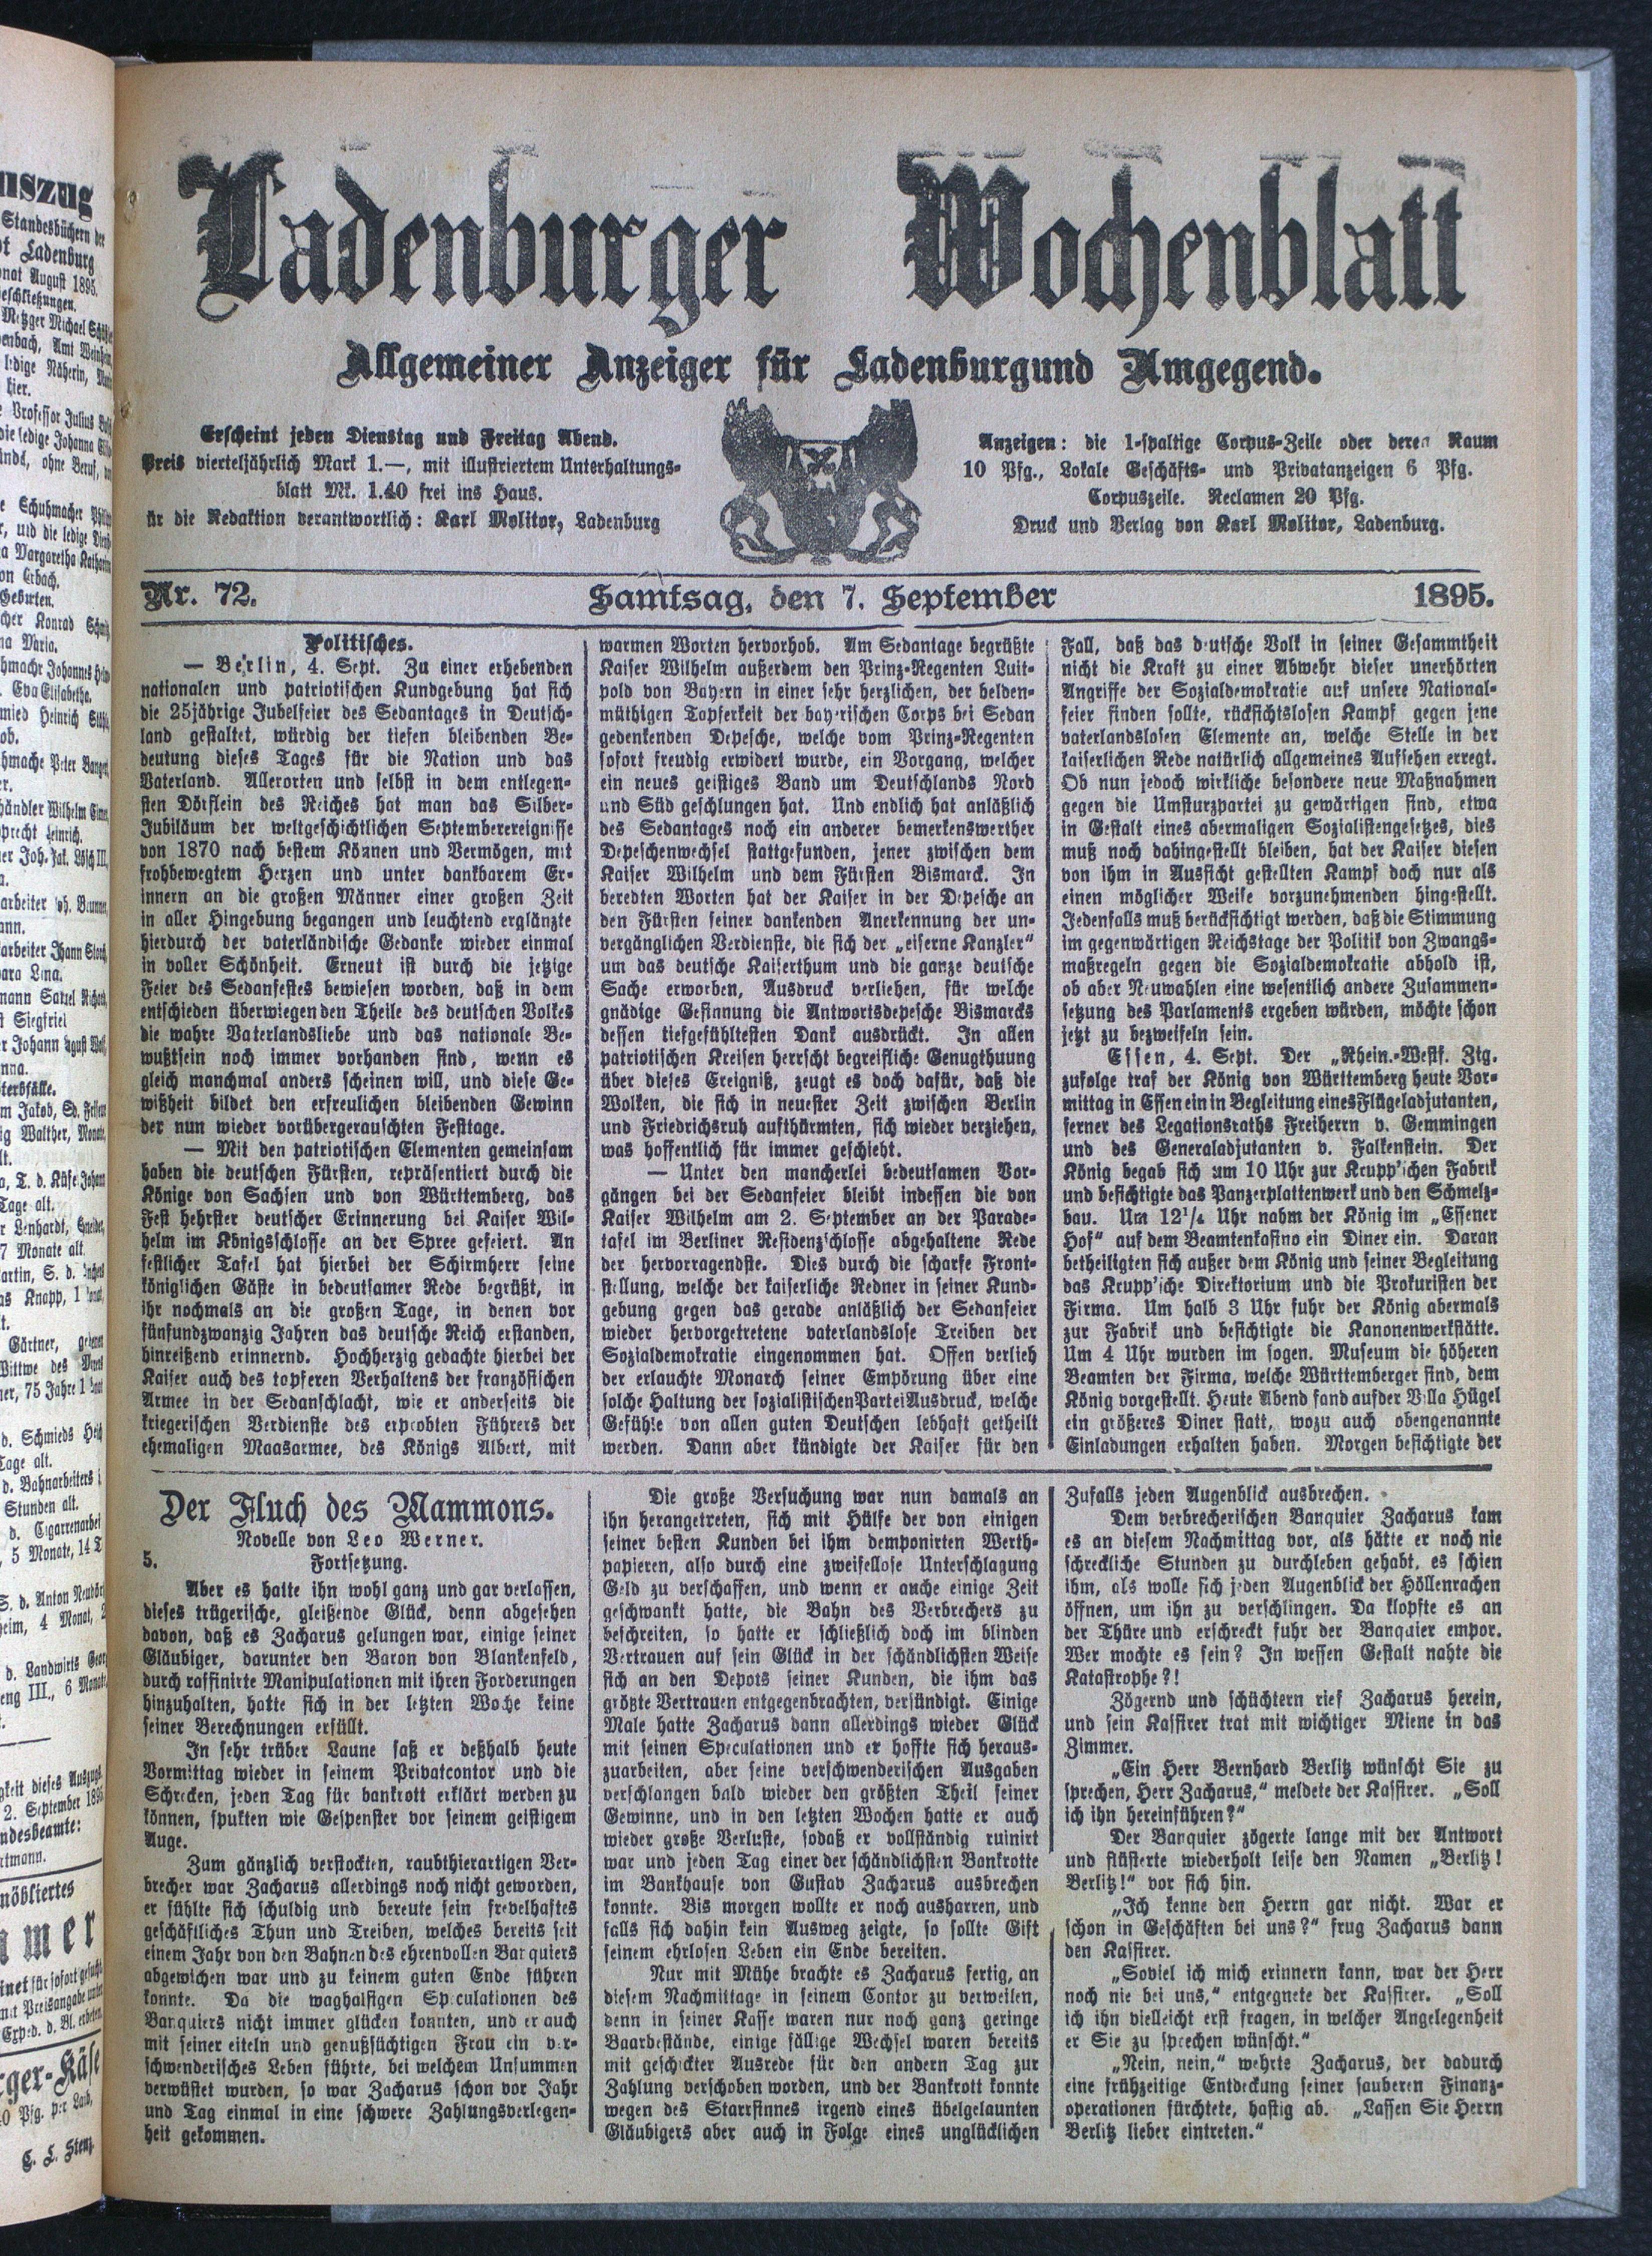 Ladenburger Wochenblatt
Allgemeiner Anzeiger für Ladenburgund Umgegend.
Erscheint jeden Dienstag und Freitag Abend.
Preis vierteljährlich Mark 1.—, mit illustriertem Unterhaltungs-
blatt Mk. 1.40 frei ins Haus.
ür die Redaktion verantwortlich: Karl Molitor, Ladenburg
Anzeigen: die 1-spaltige Corpus-Zeile oder deren Raum
10 Pfg., Lokale Geschäfts- und Privatanzeigen 6 Pfg.
Corpuszeile. Reclamen 20 Pfg.
Druck und Verlag von Karl Molitor, Ladenburg.
Nr. 72. Samtsag, den 7. September 1895.
Politisches.
— Berlin, 4. Sept. Zu einer erhebenden
nationalen und patriotischen Kundgebung hat sich
die 25jährige Jubelfeier des Sedantages in Deutsch-
land gestaltet, würdig der tiefen bleibenden Be-
deutung dieses Tages für die Nation und das
Vaterland. Allerorten und selbst in dem entlegen-
sten Dörflein des Reiches hat man das Silber-
Jubiläum der weltgeschichtlichen Septemberereignisse
von 1870 nach bestem Können und Vermögen, mit
frohbewegtem Herzen und unter dankbarem Er-
innern an die großen Männer einer großen Zeit
in aller Hingebung begangen und leuchtend erglänzte
hierdurch der vaterländische Gedanke wieder einmal
in voller Schönheit. Erneut ist durch die jetzige
Feier des Sedanfestes bewiesen worden, daß in dem
entschieden überwiegenden Theile des deutschen Volkes
die wahre Vaterlandsliebe und das nationale Be-
wußtsein noch immer vorhanden sind, wenn es
gleich manchmal anders scheinen will, und diese Ge-
wißheit bildet den erfreulichen bleibenden Gewinn
der nun wieder vorübergerauschten Festtage.
— Mit den patriotischen Elementen gemeinsam
haben die deutschen Fürsten, repräsentiert durch die
Könige von Sachsen und von Württemberg, das
Fest hehrster deutscher Erinnerung bei Kaiser Wil-
helm im Königsschlosse an der Spree gefeiert. An
festlicher Tafel hat hierbei der Schirmherr seine
königlichen Gäste in bedeutsamer Rede begrüßt, in
ihr nochmals an die großen Tage, in denen vor
fünfundzwanzig Jahren das deutsche Reich erstanden,
hinreißend erinnernd. Hochherzig gedachte hierbei der
Kaiser auch des tapferen Verhaltens der französischen
Armee in der Sedanschlacht, wie er anderseits die
kriegerischen Verdienste des erprobten Führers der
ehemaligen Maasarmee, des Königs Albert, mit
warmen Worten hervorhob. Am Sedantage begrüßte
Kaiser Wilhelm außerdem den Prinz-Regenten Luit-
pold von Bayern in einer sehr herzlichen, der helden-
müthigen Tapferkeit der bayerischen Corps bei Sedan
gedenkenden Depesche, welche vom Prinz-Regenten
sofort freudig erwidert wurde, ein Vorgang, welcher
ein neues geistiges Band um Deutschlands Nord
und Süd geschlungen hat. Und endlich hat anläßlich
des Sedantages noch ein anderer bemerkenswerther
Depeschenwechsel stattgefunden, jener zwischen dem
Kaiser Wilhelm und dem Fürsten Bismarck. In
beredten Worten hat der Kaiser in der Depesche an
den Fürsten seiner dankenden Anerkennung der un-
vergänglichen Verdienste, die sich der „eiserne Kanzler“
um das deutsche Kaiserthum und die ganze deutsche
Sache erworben, Ausdruck verliehen, für welche
gnädige Gesinnung die Antwortsdepesche Bismarcks
dessen tiefgefühltesten Dank ausdrückt. In allen
patriotischen Kreisen herrscht begreifliche Genugthuung
über dieses Ereigniß, zeugt es doch dafür, daß die
Wolken, die sich in neuester Zeit zwischen Berlin
und Friedrichsruh aufthürmten, sich wieder verziehen,
was hoffentlich für immer geschieht.
— Unter den mancherlei bedeutsamen Vor-
gängen bei der Sedanfeier bleibt indessen die von
Kaiser Wilhelm am 2. September an der Parade-
tafel im Berliner Residenzschlosse abgehaltene Rede
der hervorragendste. Dies durch die scharfe Front-
stellung, welche der kaiserliche Redner in seiner Kund-
gebung gegen das gerade anläßlich der Sedanfeier
wieder hervorgetretene vaterlandslose Treiben der
Sozialdemokratie eingenommen hat. Offen verlieh
der erlauchte Monarch seiner Empörung über eine
solche Haltung der sozialistischenParteiAusdruck, welche
Gefühle von allen guten Deutschen lebhaft getheilt
werden. Dann aber kündigte der Kaiser für den
Fall, daß das deutsche Volk in seiner Gesammtheit
nicht die Kraft zu einer Abwehr dieser unerhörten
Angriffe der Sozialdemokratie auf unsere National-
feier finden sollte, rücksichtslosen Kampf gegen jene
vaterlandslosen Elemente an, welche Stelle in der
kaiserlichen Rede natürlich allgemeines Aufsehen erregt.
Ob nun jedoch wirkliche besondere neue Maßnahmen
gegen die Umsturzpartei zu gewärtigen sind, etwa
in Gestalt eines abermaligen Sozialistengesetzes, dies
muß noch dahingestellt bleiben, hat der Kaiser diesen
von ihm in Aussicht gestellten Kampf doch nur als
einen möglicher Weise vorzunehmenden hingestellt.
Jedenfalls muß berücksichtigt werden, daß die Stimmung
im gegenwärtigen Reichstage der Politik von Zwangs-
maßregeln gegen die Sozialdemokratie abhold ist,
ob aber Neuwahlen eine wesentlich andere Zusammen-
setzung des Parlaments ergeben würden, möchte schon
jetzt zu bezweifeln sein.
Essen, 4. Sept. Der „Rhein.-Westf. Ztg.
zufolge traf der König von Württemberg heute Vor-
mittag in Essen ein in Begleitung eines Flügeladjutanten,
ferner des Legationsraths Freiherrn v. Gemmingen
und des Generaladjutanten v. Falkenstein. Der
König begab sich um 10 Uhr zur Krupp'schen Fabrik
und besichtigte das Panzerplattenwerk und den Schmelz-
bau. Um 12¹/₄ Uhr nahm der König im „Essener
Hof“ auf dem Beamtenkasino ein Diner ein. Daran
betheiligten sich außer dem König und seiner Begleitung
das Krupp'sche Direktorium und die Prokuristen der
Firma. Um halb 3 Uhr fuhr der König abermals
zur Fabrik und besichtigte die Kanonenwerkstätte.
Um 4 Uhr wurden im sogen. Museum die höheren
Beamten der Firma, welche Württemberger sind, dem
König vorgestellt. Heute Abend fand auf der Villa Hügel
ein größeres Diner statt, wozu auch obengenannte
Einladungen erhalten haben. Morgen besichtigte der
Der Fluch des Mammons.
Novelle von Leo Werner.
5. Fortsetzung.
Aber es hatte ihn wohl ganz und gar verlassen,
dieses trügerische, gleißende Glück, denn abgesehen
davon, daß es Zacharus gelungen war, einige seiner
Gläubiger, darunter den Baron von Blankenfeld,
durch raffinirte Manipulationen mit ihren Forderungen
hinzuhalten, hatte sich in der letzten Woche keine
seiner Berechnungen erfüllt.
In sehr trüber Laune saß er deßhalb heute
Vormittag wieder in seinem Privatcontor und die
Schrecken, jeden Tag für bankrott erklärt werden zu
können, spukten wie Gespenster vor seinem geistigem
Auge.
Zum gänzlich verstockten, raubthierartigen Ver-
brecher war Zacharus allerdings noch nicht geworden,
er fühlte sich schuldig und bereute sein frevelhaftes
geschäftliches Thun und Treiben, welches bereits seit
einem Jahr von den Bahnen des ehrenvollen Banquiers
abgewichen war und zu keinem guten Ende führen
konnte. Da die waghalsigen Speculationen des
Banquiers nicht immer glücken konnten, und er auch
mit seiner eiteln und genußsüchtigen Frau ein ver-
schwenderisches Leben führte, bei welchem Unsummen
verwüstet wurden, so war Zacharus schon vor Jahr
und Tag einmal in eine schwere Zahlungsverlegen-
heit gekommen.
Die große Versuchung war nun damals an
ihn herangetreten, sich mit Hülfe der von einigen
seiner besten Kunden bei ihm deponirten Werth-
papieren, also durch eine zweifellose Unterschlagung
Geld zu verschaffen, und wenn er auche einige Zeit
geschwankt hatte, die Bahn des Verbrechers zu
beschreiten, so hatte er schließlich doch im blinden
Vertrauen auf sein Glück in der schändlichsten Weise
sich an den Depots seiner Kunden, die ihm das
größte Vertrauen entgegenbrachten, versündigt. Einige
Male hatte Zacharus dann allerdings wieder Glück
mit seinen Speculationen und er hoffte sich heraus-
zuarbeiten, aber seine verschwenderischen Ausgaben
verschlangen bald wieder den größten Theil seiner
Gewinne, und in den letzten Wochen hatte er auch
wieder große Verluste, sodaß er vollständig ruinirt
war und jeden Tag einer der schändlichsten Bankrotte
im Bankhause von Gustav Zacharus ausbrechen
konnte. Bis morgen wollte er noch ausharren, und
falls sich dahin kein Ausweg zeigte, so sollte Gift
seinem ehrlosen Leben ein Ende bereiten.
Nur mit Mühe brachte es Zacharus fertig, an
diesem Nachmittage in seinem Contor zu verweilen,
denn in seiner Kasse waren nur noch ganz geringe
Baarbestände, einige fällige Wechsel waren bereits
mit geschickter Ausrede für den andern Tag zur
Zahlung verschoben worden, und der Bankrott konnte
wegen des Starrsinnes irgend eines übelgelaunten
Gläubigers aber auch in Folge eines unglücklichen
Zufalls jeden Augenblick ausbrechen.
Dem verbrecherischen Banquier Zacharus kam
es an diesem Nachmittag vor, als hätte er noch nie
schreckliche Stunden zu durchleben gehabt, es schien
ihm, als wolle sich jeden Augenblick der Höllenrachen
öffnen, um ihn zu verschlingen. Da klopfte es an
der Thüre und erschreckt fuhr der Banquier empor.
Wer mochte es sein? In wessen Gestalt nahte die
Katastrophe?!
Zögernd und schüchtern rief Zacharus herein,
und sein Kassirer trat mit wichtiger Miene in das
Zimmer.
„Ein Herr Bernhard Berlitz wünscht Sie zu
sprechen, Herr Zacharus,“ meldete der Kassirer. „Soll
ich ihn hereinführen?“
Der Banquier zögerte lange mit der Antwort
und flüsterte wiederholt leise den Namen „Berlitz!
Berlitz!“ vor sich hin.
„Ich kenne den Herrn gar nicht. War er
schon in Geschäften bei uns?“ frug Zacharus dann
den Kassirer.
„Soviel ich mich erinnern kann, war der Herr
noch nie bei uns,“ entgegnete der Kassirer. „Soll
ich ihn vielleicht erst fragen, in welcher Angelegenheit
er Sie zu sprechen wünscht.“
„Nein, nein,“ wehrte Zacharus, der dadurch
eine frühzeitige Entdeckung seiner sauberen Finanz-
operationen fürchtete, hastig ab. „Lassen Sie Herrn
Berlitz lieber eintreten.“